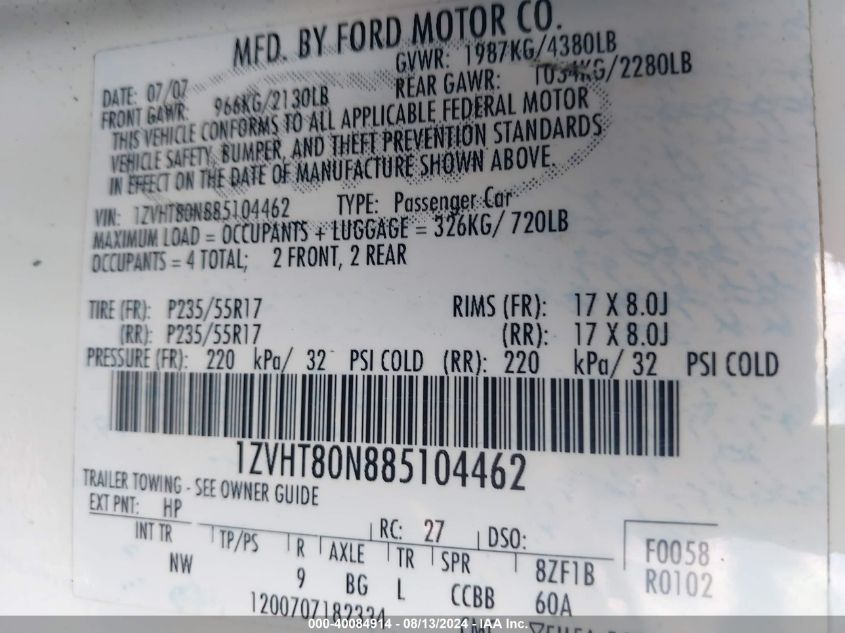 MFD. BY FORD MOTOR CO.
DATE: 07/07 GVWR: 1987KG/4380LB
FRONT GAWR: 966KG/2130LB REAR GAWR: 1034KG/2280LB
THIS VEHICLE CONFORMS TO ALL APPLICABLE FEDERAL MOTOR
VEHICLE SAFETY, BUMPER, AND THEFT PREVENTION STANDARDS
IN EFFECT ON THE DATE OF MANUFACTURE SHOWN ABOVE.
VIN: 1ZVHT80N885104462 TYPE: Passenger Car
MAXIMUM LOAD = OCCUPANTS + LUGGAGE = 326KG/ 720LB
OCCUPANTS = 4 TOTAL; 2 FRONT, 2 REAR
TIRE (FR): P235/55R17 RIMS (FR): 17 X 8.0J
(RR): P235/55R17 (RR): 17 X 8.0J
PRESSURE (FR): 220 kPa/ 32 PSI COLD (RR): 220 kPa/ 32 PSI COLD
1ZVHT80N885104462
TRAILER TOWING - SEE OWNER GUIDE
EXT PNT: HP RC: 27 DSO: F0058
INT TR TP/PS R AXLE TR SPR 8ZF1B R0102
NW 9 BG L CCBB 60A
1200707182334
000-40084914 - 08/13/2024 - IAA Inc.